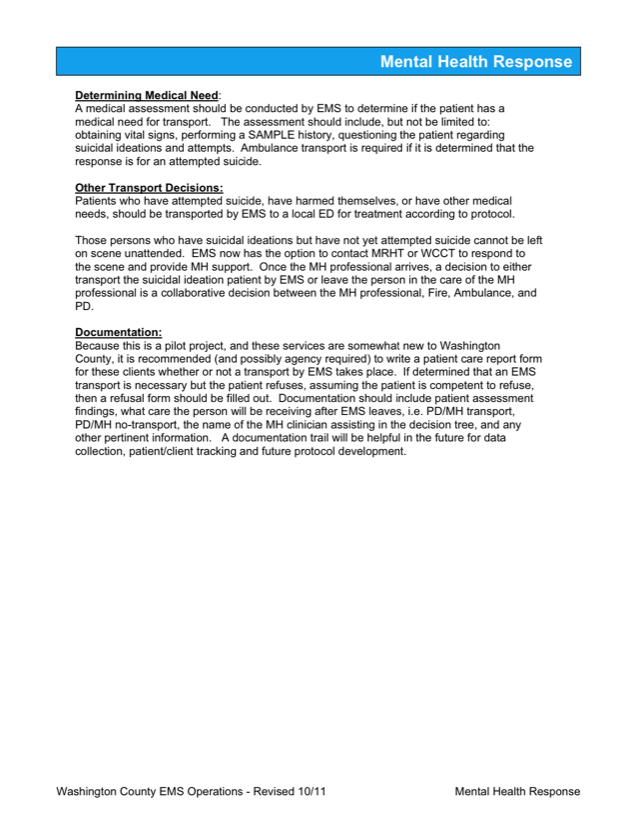 Mental Health Response
Determining Medical Need:
A medical assessment should be conducted by EMS to determine if the patient has a
medical need for transport.   The assessment should include, but not be limited to:
obtaining vital signs, performing a SAMPLE history, questioning the patient regarding
suicidal ideations and attempts.  Ambulance transport is required if it is determined that the
response is for an attempted suicide.
Other Transport Decisions:
Patients who have attempted suicide, have harmed themselves, or have other medical
needs, should be transported by EMS to a local ED for treatment according to protocol.
Those persons who have suicidal ideations but have not yet attempted suicide cannot be left
on scene unattended.  EMS now has the option to contact MRHT or WCCT to respond to
the scene and provide MH support.  Once the MH professional arrives, a decision to either
transport the suicidal ideation patient by EMS or leave the person in the care of the MH
professional is a collaborative decision between the MH professional, Fire, Ambulance, and
PD.
Documentation:
Because this is a pilot project, and these services are somewhat new to Washington
County, it is recommended (and possibly agency required) to write a patient care report form
for these clients whether or not a transport by EMS takes place.  If determined that an EMS
transport is necessary but the patient refuses, assuming the patient is competent to refuse,
then a refusal form should be filled out.  Documentation should include patient assessment
findings, what care the person will be receiving after EMS leaves, i.e. PD/MH transport,
PD/MH no-transport, the name of the MH clinician assisting in the decision tree, and any
other pertinent information.   A documentation trail will be helpful in the future for data
collection, patient/client tracking and future protocol development.
Washington County EMS Operations - Revised 10/11
Mental Health Response